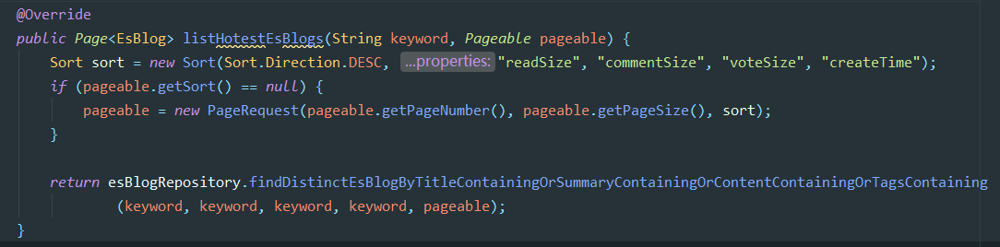 @Override
public Page<EsBlog> listHotestEsBlogs(String keyword, Pageable pageable) {
Sort sort = new Sort(Sort.Direction.DESC, ...properties: "readSize", "commentSize", "voteSize", "createTime");
if (pageable.getSort() == null) {
pageable = new PageRequest(pageable.getPageNumber(), pageable.getPageSize(), sort);
}
return esBlogRepository.findDistinctEsBlogByTitleContainingOrSummaryContainingOrContentContainingOrTagsContaining
(keyword, keyword, keyword, keyword, pageable);
}